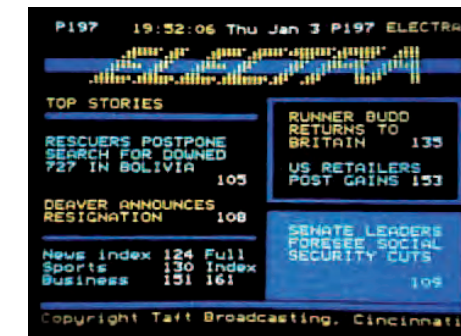 P197 19:52:06 Thu Jan 3 P197 ELECTRA
ELECTRA
TOP STORIES
RESCUERS POSTPONE
SEARCH FOR DOWNED
727 IN BOLIVIA
105
DEAVER ANNOUNCES
RESIGNATION 108
News index 124 Full
Sports 130 Index
Business 151 161
RUNNER BUDD
RETURNS TO
BRITAIN 135
US RETAILERS
POST GAINS 153
SENATE LEADERS
FORESEE SOCIAL
SECURITY CUTS
109
Copyright Taft Broadcasting, Cincinnati